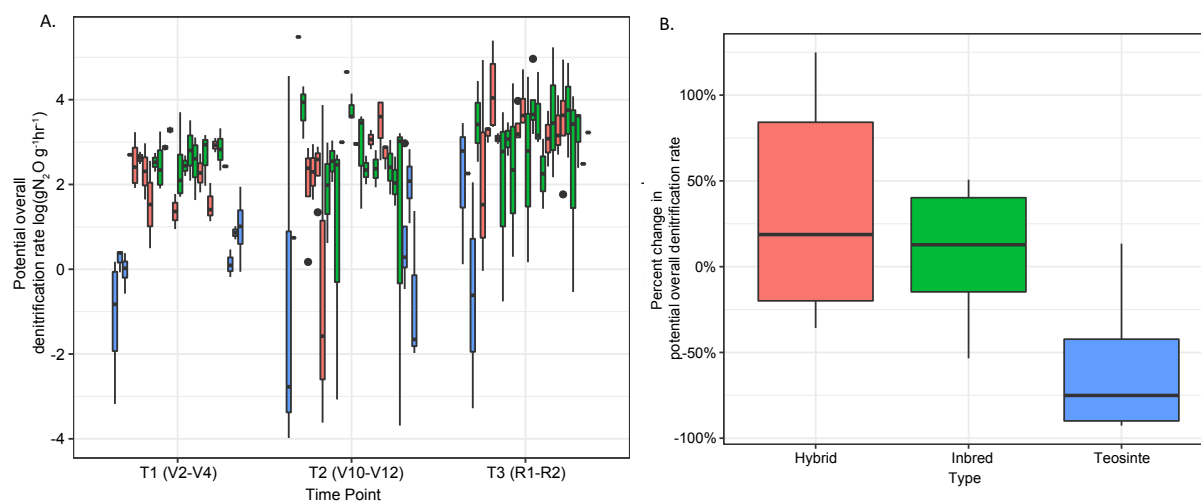 A.
Potential overall
denitrification rate log(gN₂O g⁻¹hr⁻¹)
4
2
0
-2
-4
T1 (V2-V4)
T2 (V10-V12)
T3 (R1-R2)
Time Point
B.
Percent change in
potential overall denitrification rate
100%
50%
0%
-50%
-100%
Hybrid
Inbred
Teosinte
Type